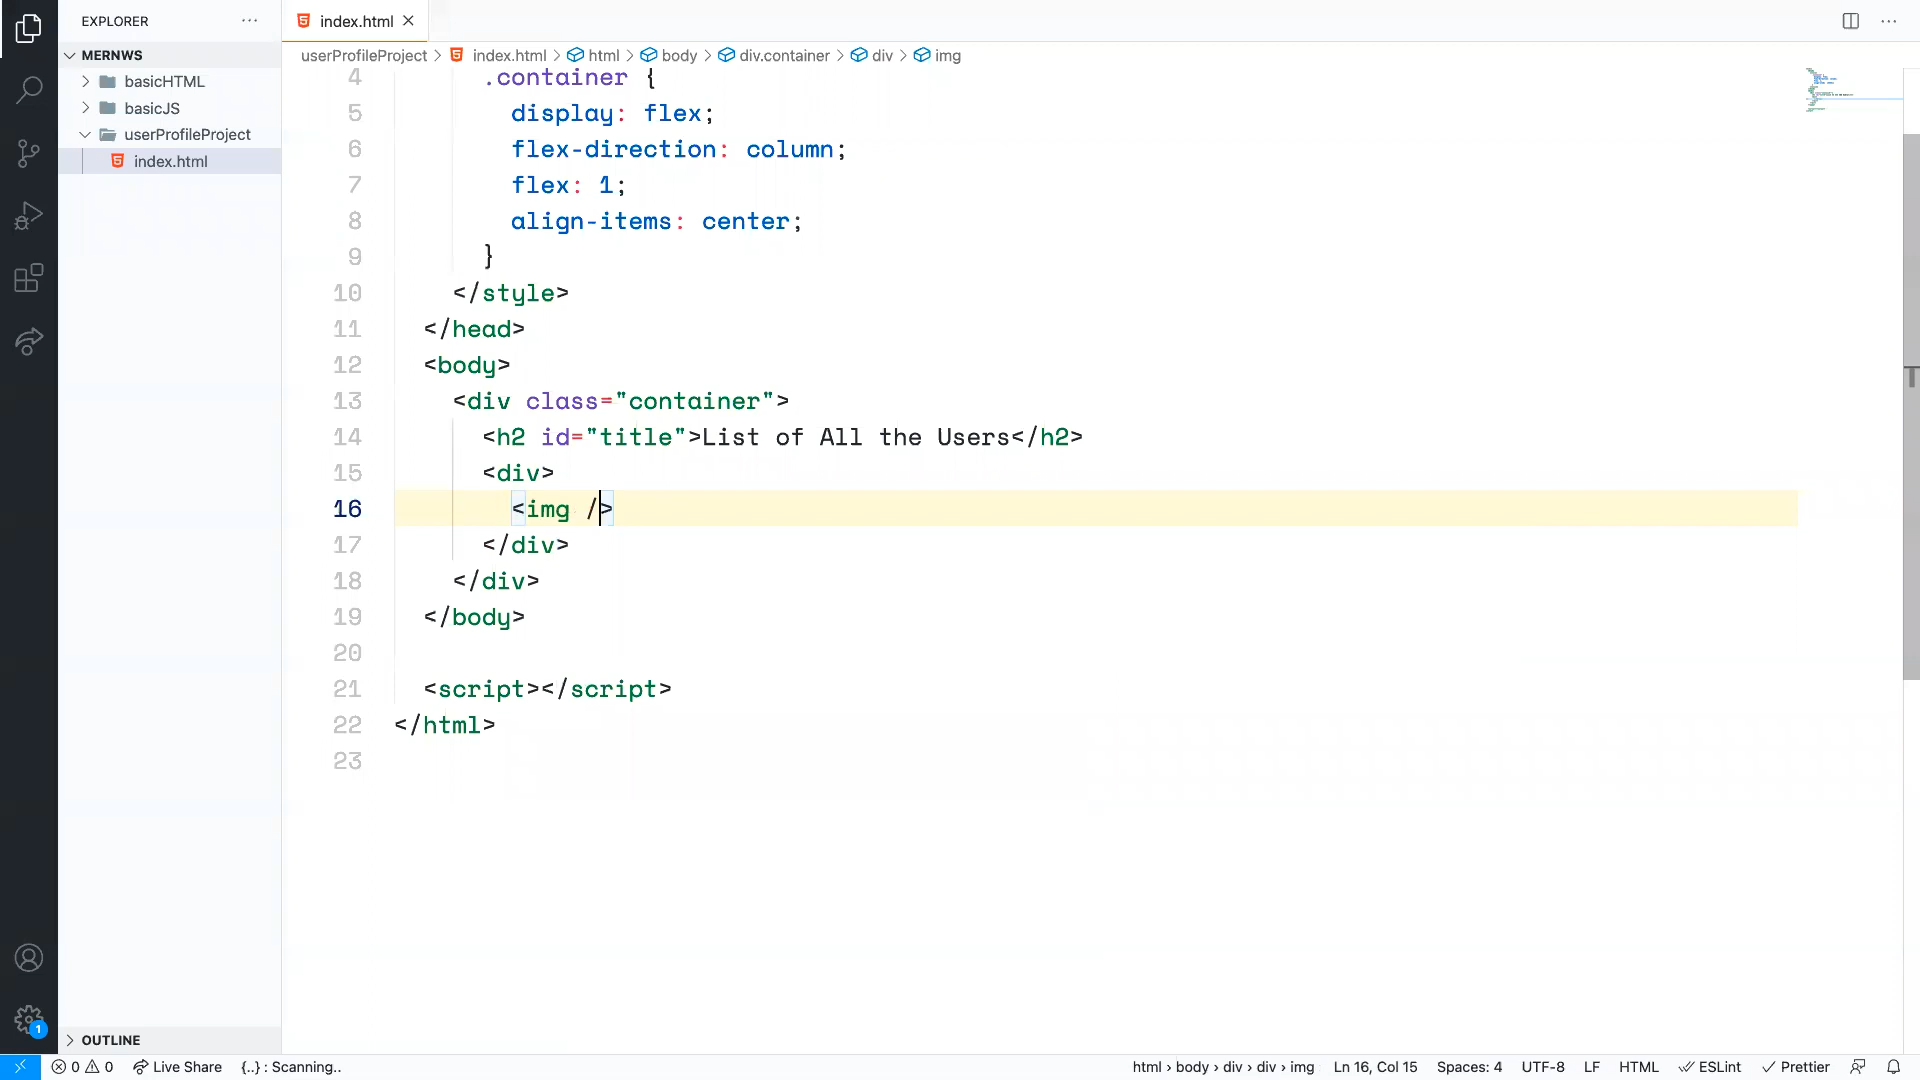 EXPLORER
index.html
MERNWS
basicHTML
basicJS
userProfileProject
index.html
OUTLINE
userProfileProject > index.html > html > body > div.container > div > img
4 .container {
5 display: flex;
6 flex-direction: column;
7 flex: 1;
8 align-items: center;
9 }
10 </style>
11 </head>
12 <body>
13 <div class="container">
14 <h2 id="title">List of All the Users</h2>
15 <div>
16 <img />
17 </div>
18 </div>
19 </body>
20
21 <script></script>
22 </html>
23
1
0 0 Live Share {..} : Scanning.. html › body › div › div › img Ln 16, Col 15 Spaces: 4 UTF-8 LF HTML ESLint Prettier